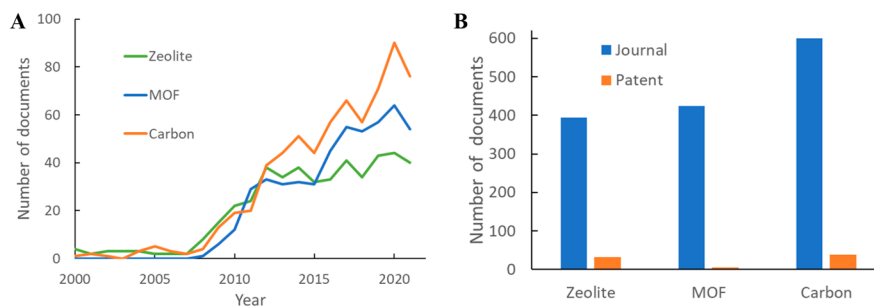 A
Number of documents
100
80
60
40
20
0
Zeolite
MOF
Carbon
2000
2005
2010
2015
2020
Year
B
Number of documents
600
500
400
300
200
100
0
Journal
Patent
Zeolite
MOF
Carbon